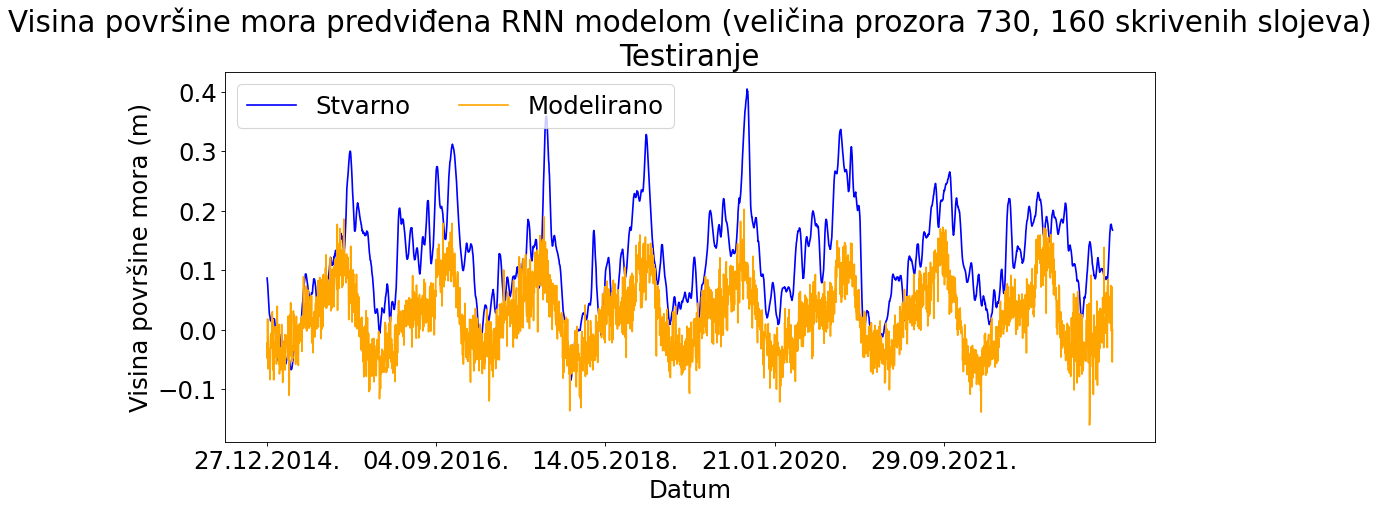 Visina površine mora predviđena RNN modelom (veličina prozora 730, 160 skrivenih slojeva)
Testiranje
Stvarno
Modelirano
Visina površine mora (m)
0.4
0.3
0.2
0.1
0.0
−0.1
27.12.2014.
04.09.2016.
14.05.2018.
21.01.2020.
29.09.2021.
Datum